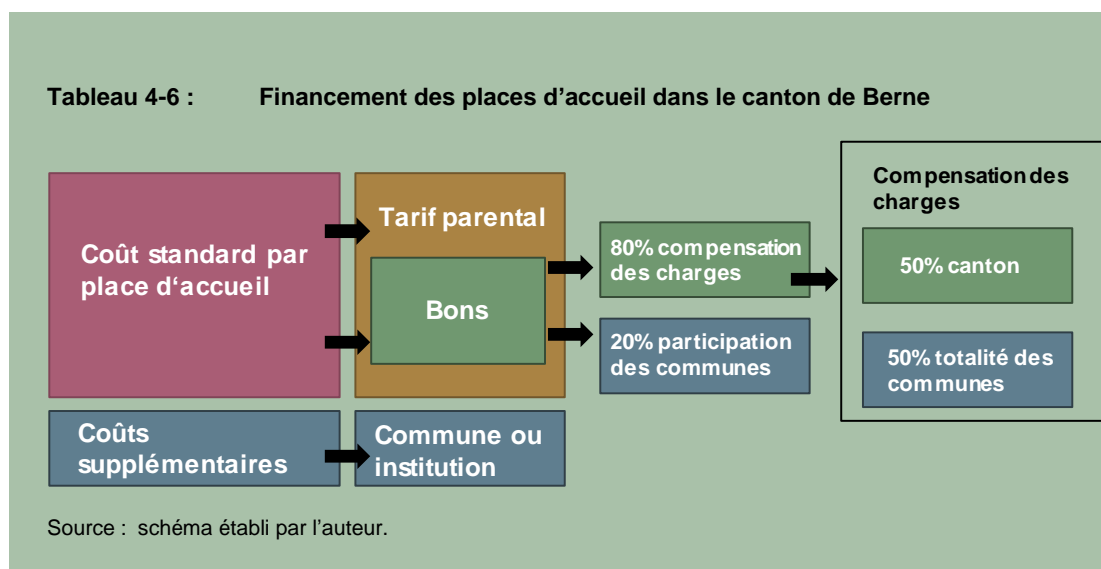 Tableau 4-6 : Financement des places d’accueil dans le canton de Berne
Coût standard par
place d‘accueil
Tarif parental
Bons
80% compensation
des charges
20% participation
des communes
Compensation des
charges
50% canton
50% totalité des
communes
Coûts
supplémentaires
Commune ou
institution
Source : schéma établi par l’auteur.